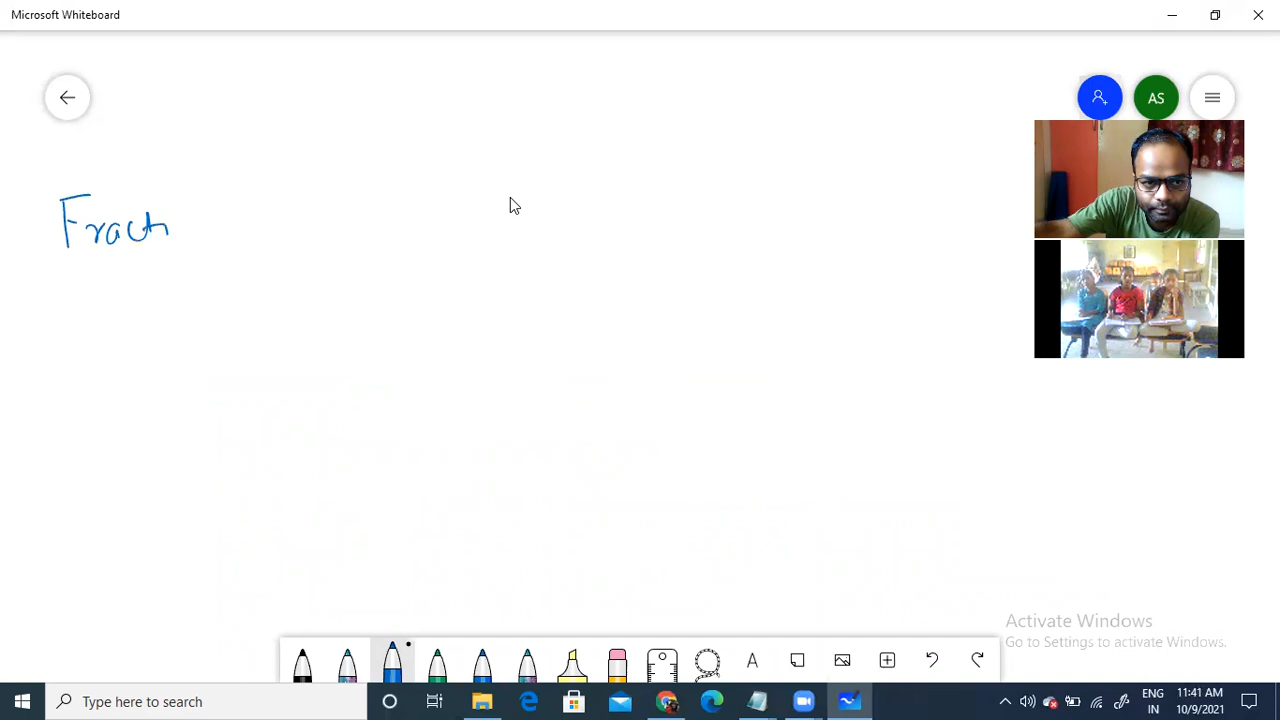 Microsoft Whiteboard
AS
Fracti
A
Activate Windows
Go to Settings to activate Windows.
Type here to search
ENG
IN
11:41 AM
10/9/2021